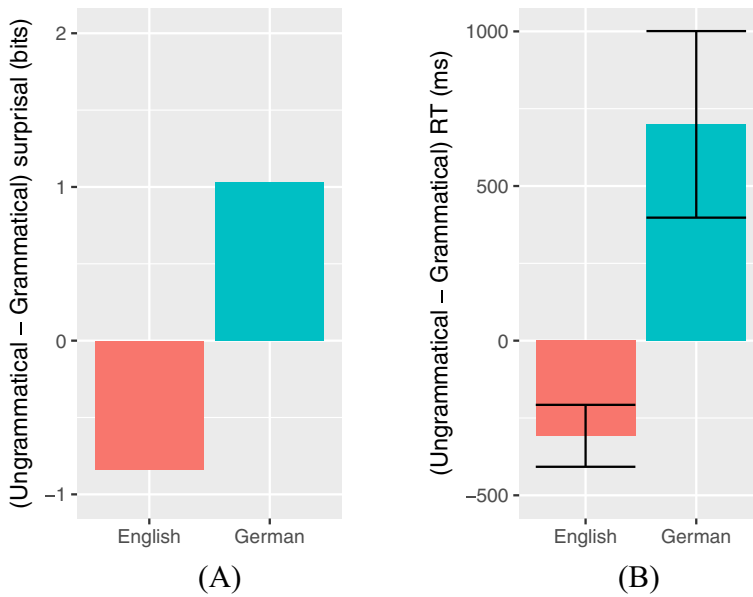 (Ungrammatical – Grammatical) surprisal (bits)
2
1
0
−1
English German
(A)
(Ungrammatical – Grammatical) RT (ms)
1000
500
0
−500
English German
(B)